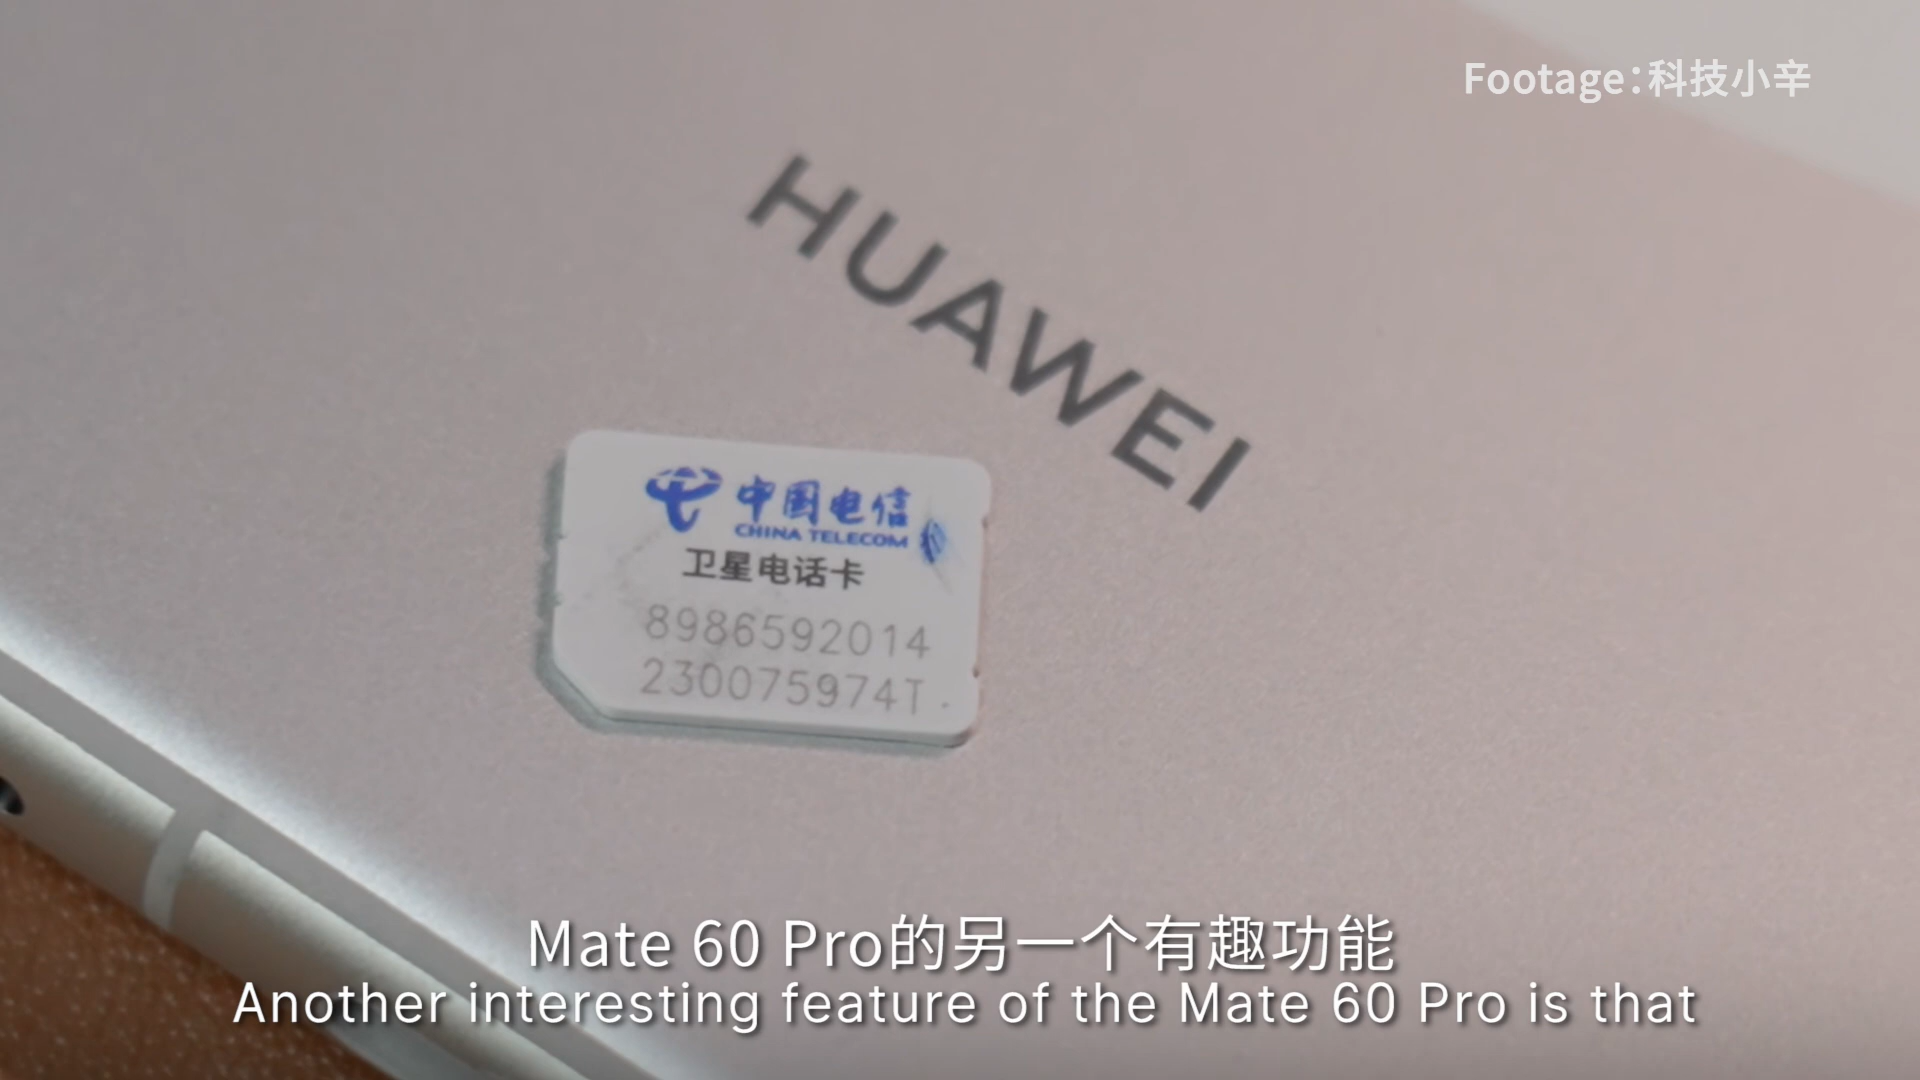 Footage:科技小辛
HUAWEI
中国电信
CHINA TELECOM
卫星电话卡
8986592014
230075974T
Mate 60 Pro的另一个有趣功能
Another interesting feature of the Mate 60 Pro is that